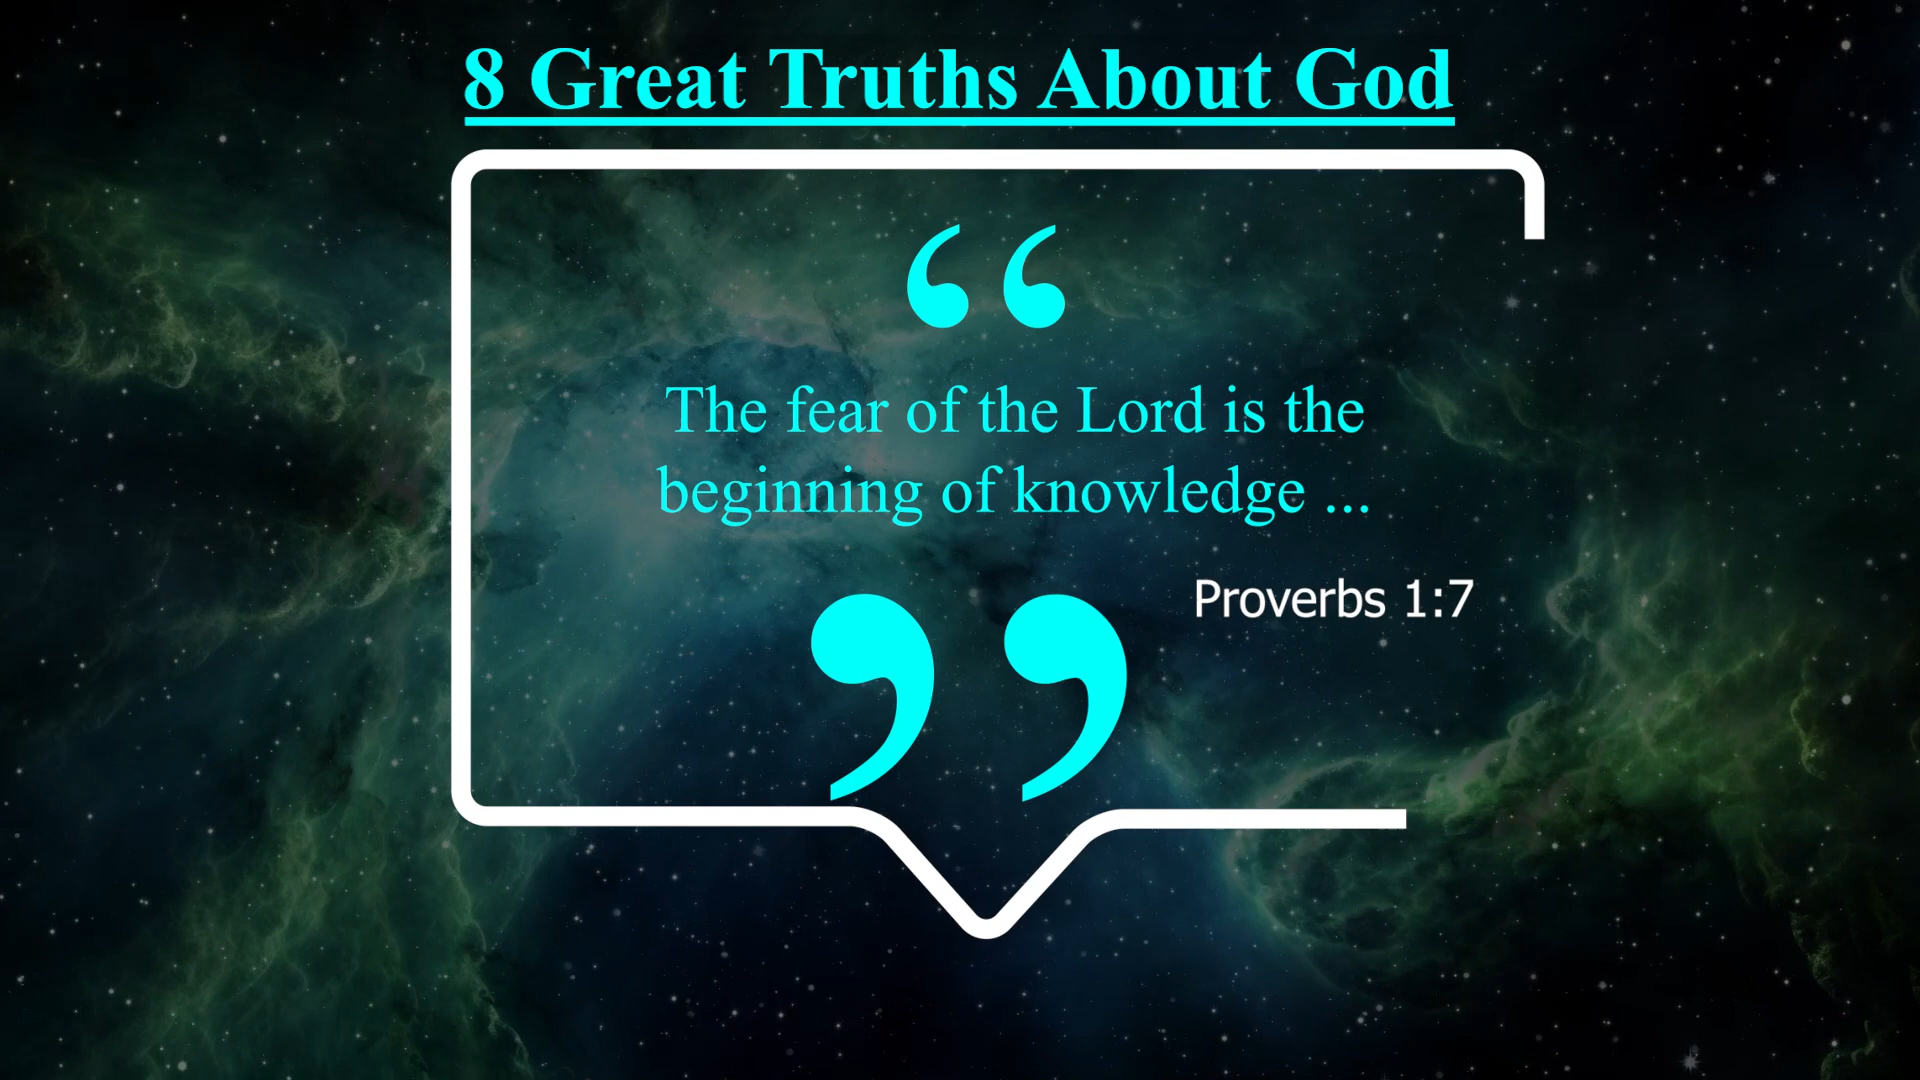 8 Great Truths About God
“
The fear of the Lord is the
beginning of knowledge ...
Proverbs 1:7
”